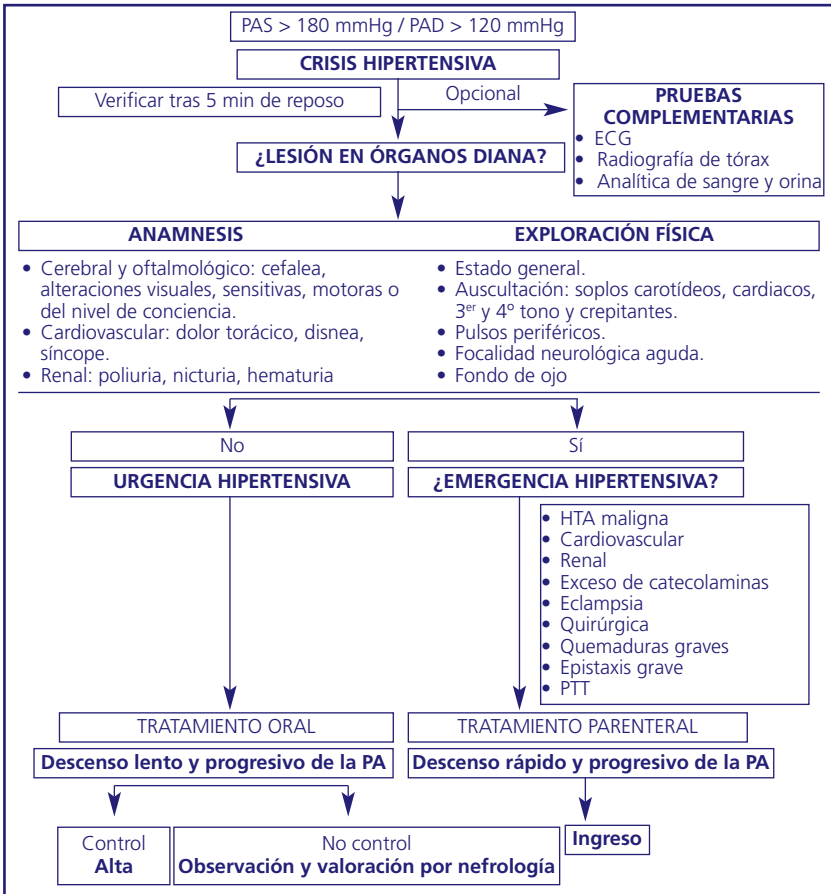 PAS > 180 mmHg / PAD > 120 mmHg
CRISIS HIPERTENSIVA
Verificar tras 5 min de reposo
Opcional
PRUEBAS
COMPLEMENTARIAS
• ECG
• Radiografía de tórax
• Analítica de sangre y orina
¿LESIÓN EN ÓRGANOS DIANA?
ANAMNESIS
• Cerebral y oftalmológico: cefalea,
alteraciones visuales, sensitivas, motoras o
del nivel de conciencia.
• Cardiovascular: dolor torácico, disnea,
síncope.
• Renal: poliuria, nicturia, hematuria
EXPLORACIÓN FÍSICA
• Estado general.
• Auscultación: soplos carotídeos, cardiacos,
3er y 4º tono y crepitantes.
• Pulsos periféricos.
• Focalidad neurológica aguda.
• Fondo de ojo
No
URGENCIA HIPERTENSIVA
Sí
¿EMERGENCIA HIPERTENSIVA?
• HTA maligna
• Cardiovascular
• Renal
• Exceso de catecolaminas
• Eclampsia
• Quirúrgica
• Quemaduras graves
• Epistaxis grave
• PTT
TRATAMIENTO ORAL
Descenso lento y progresivo de la PA
TRATAMIENTO PARENTERAL
Descenso rápido y progresivo de la PA
Control
Alta
No control
Observación y valoración por nefrología
Ingreso